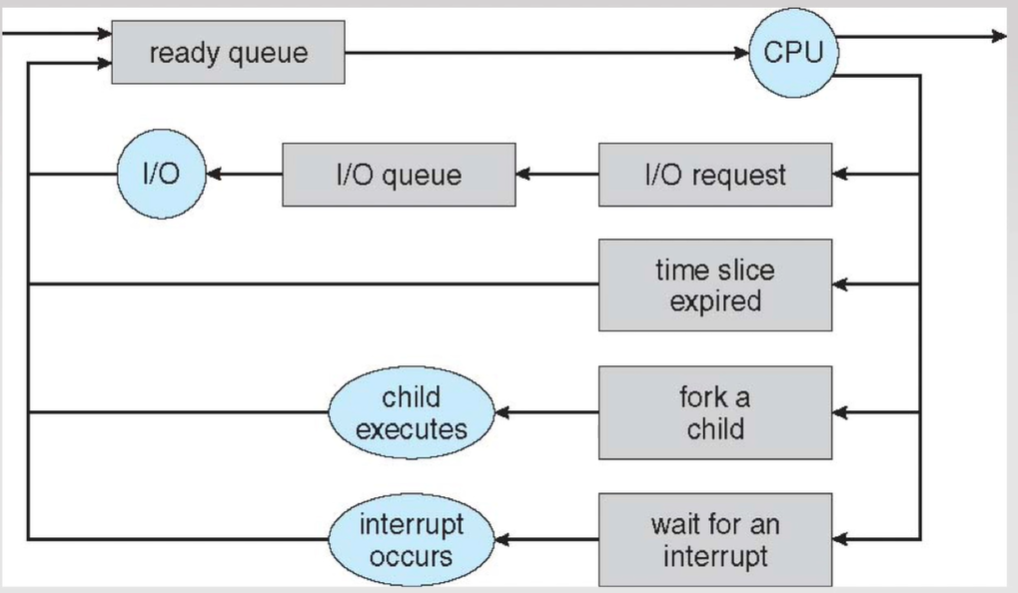 ready queue
CPU
I/O
I/O queue
I/O request
time slice
expired
child
executes
fork a
child
interrupt
occurs
wait for an
interrupt